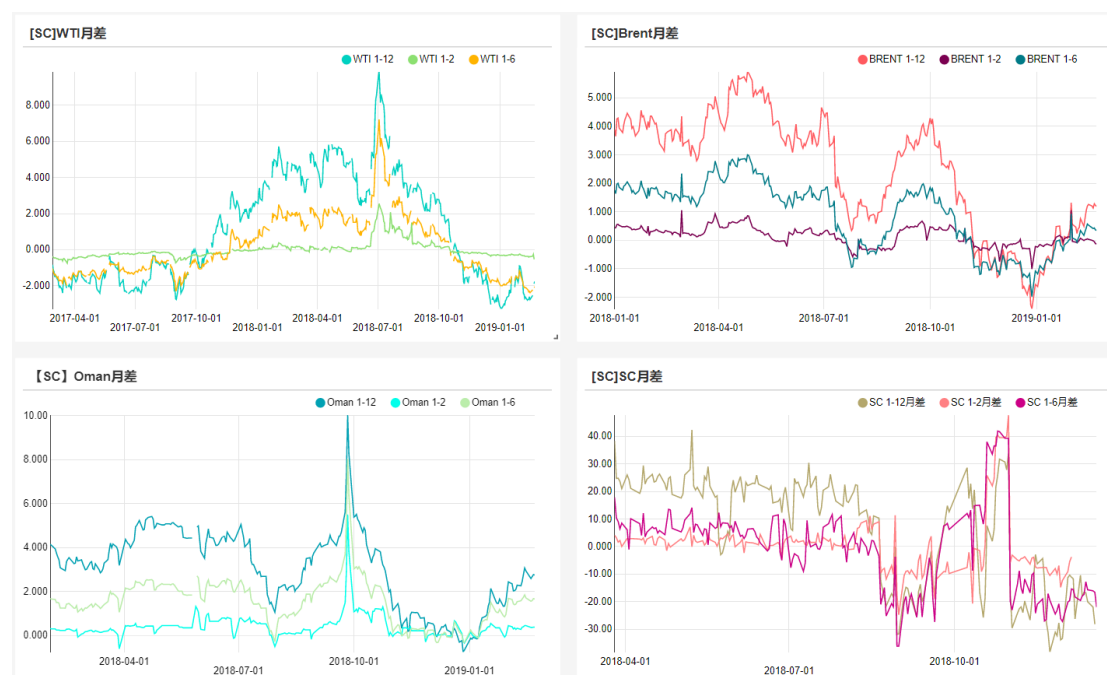 [SC]WTI月差
WTI 1-12 WTI 1-2 WTI 1-6
8.000
6.000
4.000
2.000
0.000
-2.000
2017-04-01 2017-07-01 2017-10-01 2018-01-01 2018-04-01 2018-07-01 2018-10-01 2019-01-01
[SC]Brent月差
BRENT 1-12 BRENT 1-2 BRENT 1-6
5.000
4.000
3.000
2.000
1.000
0.000
-1.000
-2.000
2018-01-01 2018-04-01 2018-07-01 2018-10-01 2019-01-01
【SC】Oman月差
Oman 1-12 Oman 1-2 Oman 1-6
10.00
8.000
6.000
4.000
2.000
0.000
2018-04-01 2018-07-01 2018-10-01 2019-01-01
[SC]SC月差
SC 1-12月差 SC 1-2月差 SC 1-6月差
40.00
30.00
20.00
10.00
0.000
-10.00
-20.00
-30.00
2018-04-01 2018-07-01 2018-10-01